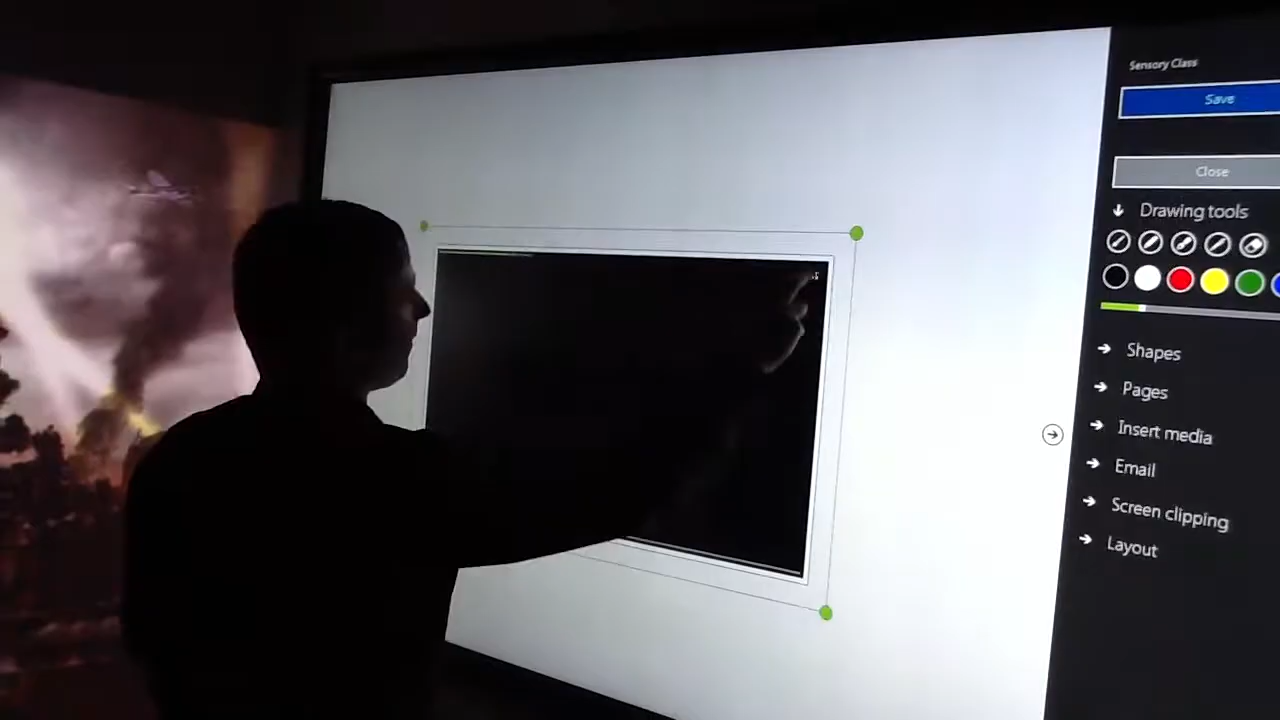 Sensory Class
Save
Close
Drawing tools
Shapes
Pages
Insert media
Email
Screen clipping
Layout